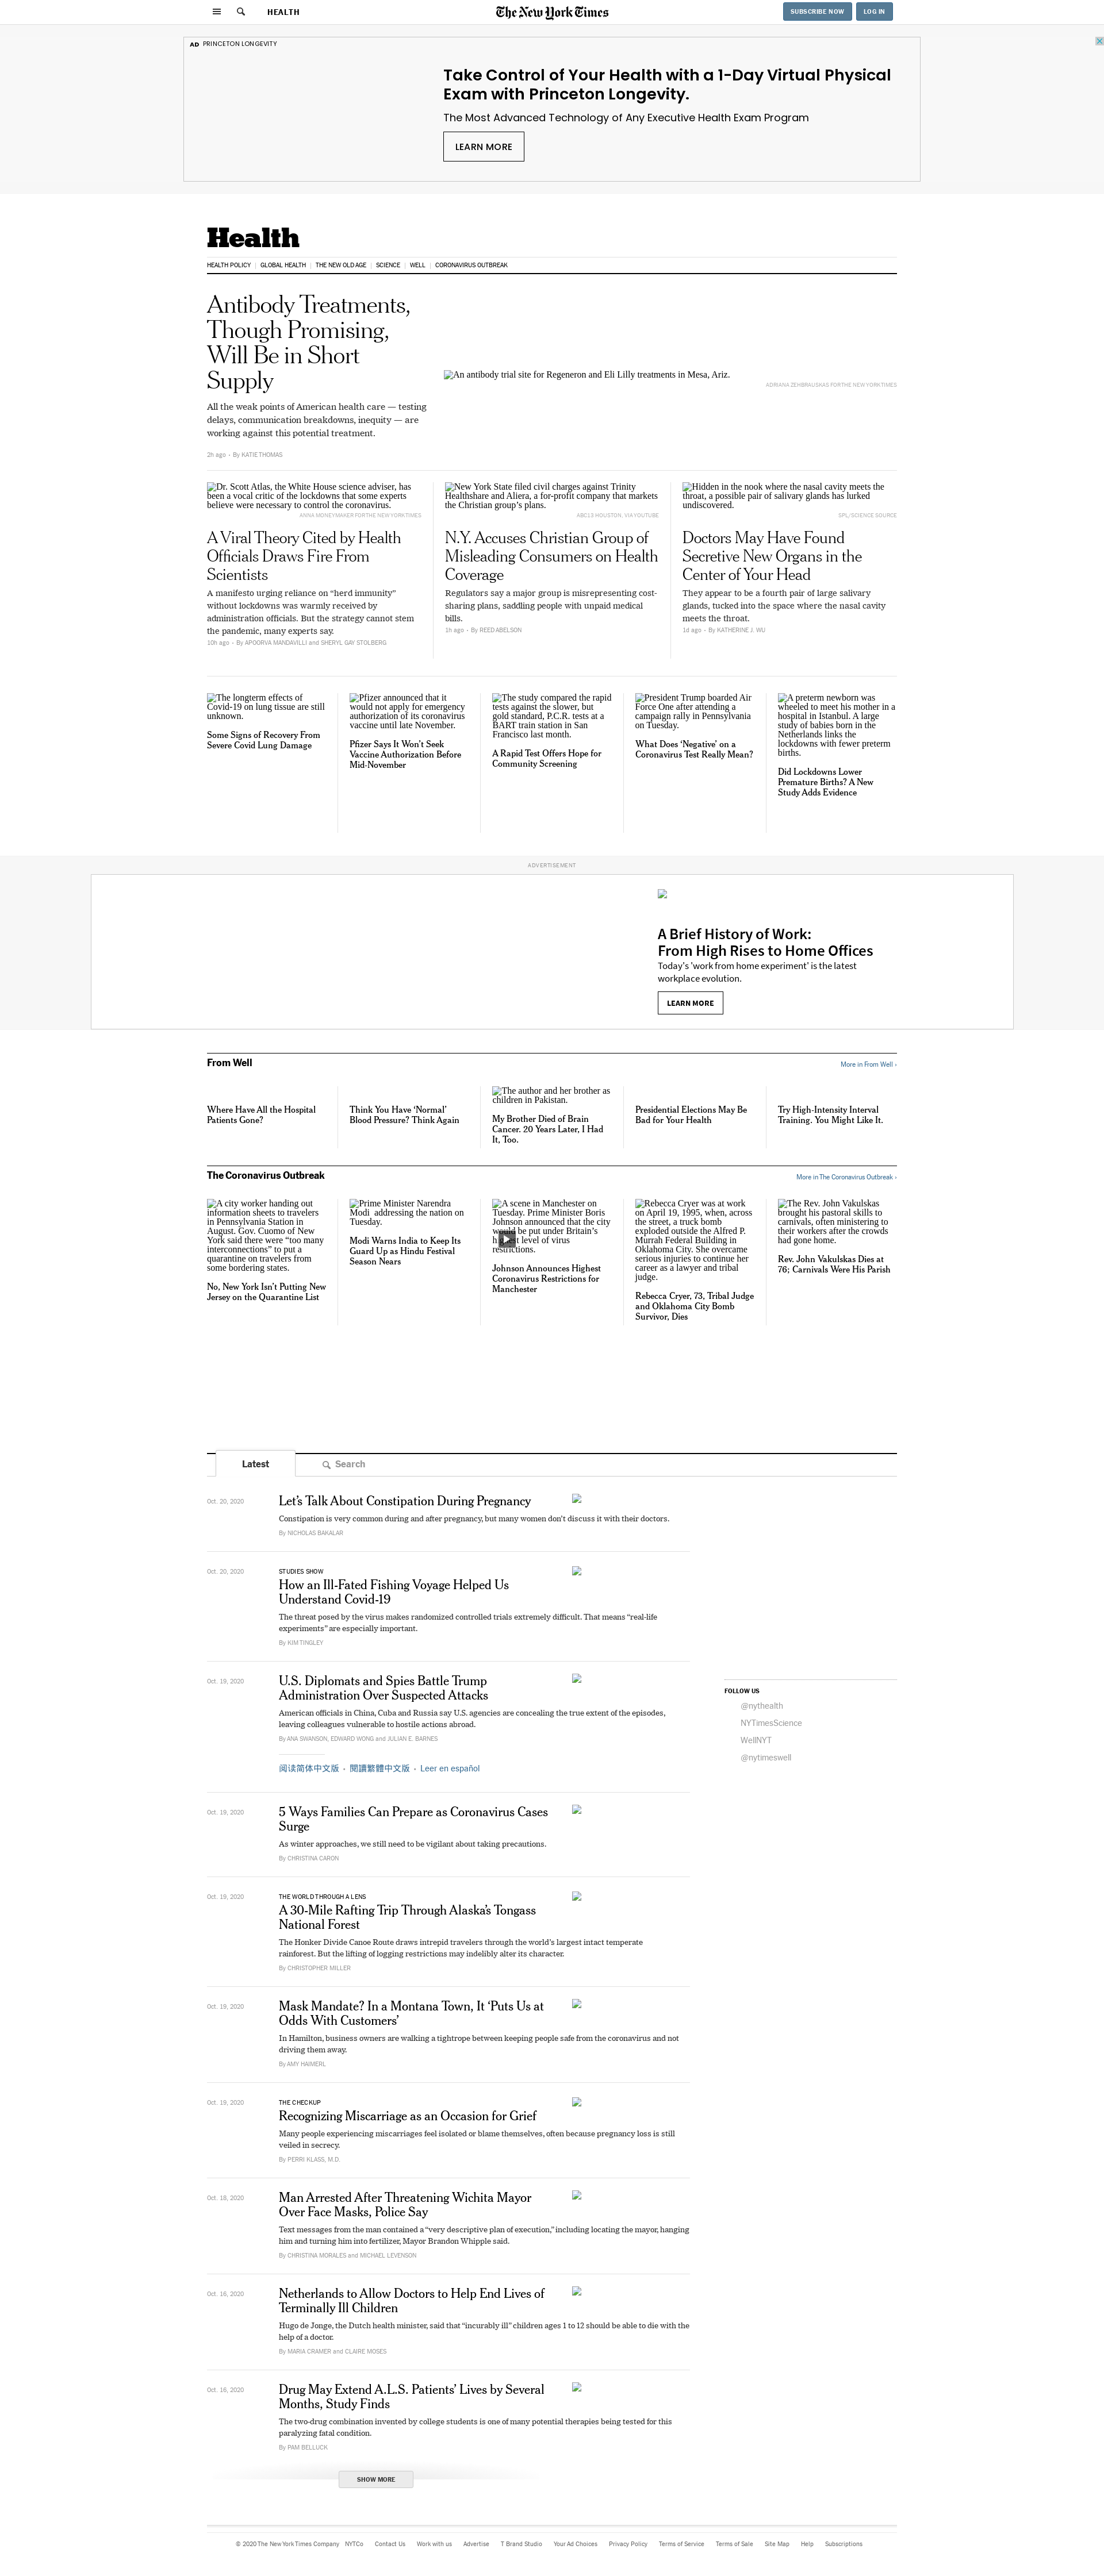 HEALTH
The New York Times
SUBSCRIBE NOW
LOG IN
AD PRINCETON LONGEVITY
Take Control of Your Health with a 1-Day Virtual Physical
Exam with Princeton Longevity.
The Most Advanced Technology of Any Executive Health Exam Program
LEARN MORE
Health
HEALTH POLICY | GLOBAL HEALTH | THE NEW OLD AGE | SCIENCE | WELL | CORONAVIRUS OUTBREAK
Antibody Treatments,
Though Promising,
Will Be in Short
Supply
All the weak points of American health care — testing
delays, communication breakdowns, inequity — are
working against this potential treatment.
2h ago • By KATIE THOMAS
An antibody trial site for Regeneron and Eli Lilly treatments in Mesa, Ariz.
ADRIANA ZEHBRAUSKAS FOR THE NEW YORK TIMES
Dr. Scott Atlas, the White House science adviser, has
been a vocal critic of the lockdowns that some experts
believe were necessary to control the coronavirus.
ANNA MONEYMAKER FOR THE NEW YORK TIMES
A Viral Theory Cited by Health
Officials Draws Fire From
Scientists
A manifesto urging reliance on “herd immunity”
without lockdowns was warmly received by
administration officials. But the strategy cannot stem
the pandemic, many experts say.
10h ago • By APOORVA MANDAVILLI and SHERYL GAY STOLBERG
New York State filed civil charges against Trinity
Healthshare and Aliera, a for-profit company that markets
the Christian group’s plans.
ABC13 HOUSTON, VIA YOUTUBE
N.Y. Accuses Christian Group of
Misleading Consumers on Health
Coverage
Regulators say a major group is misrepresenting cost-
sharing plans, saddling people with unpaid medical
bills.
1h ago • By REED ABELSON
Hidden in the nook where the nasal cavity meets the
throat, a possible pair of salivary glands has lurked
undiscovered.
SPL/SCIENCE SOURCE
Doctors May Have Found
Secretive New Organs in the
Center of Your Head
They appear to be a fourth pair of large salivary
glands, tucked into the space where the nasal cavity
meets the throat.
1d ago • By KATHERINE J. WU
The longterm effects of
Covid-19 on lung tissue are still
unknown.
Some Signs of Recovery From
Severe Covid Lung Damage
Pfizer announced that it
would not apply for emergency
authorization of its coronavirus
vaccine until late November.
Pfizer Says It Won’t Seek
Vaccine Authorization Before
Mid-November
The study compared the rapid
tests against the slower, but
gold standard, P.C.R. tests at a
BART train station in San
Francisco last month.
A Rapid Test Offers Hope for
Community Screening
President Trump boarded Air
Force One after attending a
campaign rally in Pennsylvania
on Tuesday.
What Does ‘Negative’ on a
Coronavirus Test Really Mean?
A preterm newborn was
wheeled to meet his mother in a
hospital in Istanbul. A large
study of babies born in the
Netherlands links the
lockdowns with fewer preterm
births.
Did Lockdowns Lower
Premature Births? A New
Study Adds Evidence
ADVERTISEMENT
A Brief History of Work:
From High Rises to Home Offices
Today's 'work from home experiment' is the latest
workplace evolution.
LEARN MORE
From Well
More in From Well ›
Where Have All the Hospital
Patients Gone?
Think You Have ‘Normal’
Blood Pressure? Think Again
The author and her brother as
children in Pakistan.
My Brother Died of Brain
Cancer. 20 Years Later, I Had
It, Too.
Presidential Elections May Be
Bad for Your Health
Try High-Intensity Interval
Training. You Might Like It.
The Coronavirus Outbreak
More in The Coronavirus Outbreak ›
A city worker handing out
information sheets to travelers
in Pennsylvania Station in
August. Gov. Cuomo of New
York said there were “too many
interconnections” to put a
quarantine on travelers from
some bordering states.
No, New York Isn’t Putting New
Jersey on the Quarantine List
Prime Minister Narendra
Modi addressing the nation on
Tuesday.
Modi Warns India to Keep Its
Guard Up as Hindu Festival
Season Nears
A scene in Manchester on
Tuesday. Prime Minister Boris
Johnson announced that the city
would be put under Britain’s
level of virus
restrictions.
Johnson Announces Highest
Coronavirus Restrictions for
Manchester
Rebecca Cryer was at work
on April 19, 1995, when, across
the street, a truck bomb
exploded outside the Alfred P.
Murrah Federal Building in
Oklahoma City. She overcame
serious injuries to continue her
career as a lawyer and tribal
judge.
Rebecca Cryer, 73, Tribal Judge
and Oklahoma City Bomb
Survivor, Dies
The Rev. John Vakulskas
brought his pastoral skills to
carnivals, often ministering to
their workers after the crowds
had gone home.
Rev. John Vakulskas Dies at
76; Carnivals Were His Parish
Latest
Search
Oct. 20, 2020
Let’s Talk About Constipation During Pregnancy
Constipation is very common during and after pregnancy, but many women don't discuss it with their doctors.
By NICHOLAS BAKALAR
Oct. 20, 2020
STUDIES SHOW
How an Ill-Fated Fishing Voyage Helped Us
Understand Covid-19
The threat posed by the virus makes randomized controlled trials extremely difficult. That means “real-life
experiments” are especially important.
By KIM TINGLEY
Oct. 19, 2020
U.S. Diplomats and Spies Battle Trump
Administration Over Suspected Attacks
American officials in China, Cuba and Russia say U.S. agencies are concealing the true extent of the episodes,
leaving colleagues vulnerable to hostile actions abroad.
By ANA SWANSON, EDWARD WONG and JULIAN E. BARNES
阅读简体中文版 • 閱讀繁體中文版 • Leer en español
Oct. 19, 2020
5 Ways Families Can Prepare as Coronavirus Cases
Surge
As winter approaches, we still need to be vigilant about taking precautions.
By CHRISTINA CARON
Oct. 19, 2020
THE WORLD THROUGH A LENS
A 30-Mile Rafting Trip Through Alaska’s Tongass
National Forest
The Honker Divide Canoe Route draws intrepid travelers through the world’s largest intact temperate
rainforest. But the lifting of logging restrictions may indelibly alter its character.
By CHRISTOPHER MILLER
Oct. 19, 2020
Mask Mandate? In a Montana Town, It ‘Puts Us at
Odds With Customers’
In Hamilton, business owners are walking a tightrope between keeping people safe from the coronavirus and not
driving them away.
By AMY HAIMERL
Oct. 19, 2020
THE CHECKUP
Recognizing Miscarriage as an Occasion for Grief
Many people experiencing miscarriages feel isolated or blame themselves, often because pregnancy loss is still
veiled in secrecy.
By PERRI KLASS, M.D.
Oct. 18, 2020
Man Arrested After Threatening Wichita Mayor
Over Face Masks, Police Say
Text messages from the man contained a “very descriptive plan of execution,” including locating the mayor, hanging
him and turning him into fertilizer, Mayor Brandon Whipple said.
By CHRISTINA MORALES and MICHAEL LEVENSON
Oct. 16, 2020
Netherlands to Allow Doctors to Help End Lives of
Terminally Ill Children
Hugo de Jonge, the Dutch health minister, said that “incurably ill” children ages 1 to 12 should be able to die with the
help of a doctor.
By MARIA CRAMER and CLAIRE MOSES
Oct. 16, 2020
Drug May Extend A.L.S. Patients’ Lives by Several
Months, Study Finds
The two-drug combination invented by college students is one of many potential therapies being tested for this
paralyzing fatal condition.
By PAM BELLUCK
SHOW MORE
FOLLOW US
@nythealth
NYTimesScience
WellNYT
@nytimeswell
© 2020 The New York Times Company NYTCo Contact Us Work with us Advertise T Brand Studio Your Ad Choices Privacy Policy Terms of Service Terms of Sale Site Map Help Subscriptions